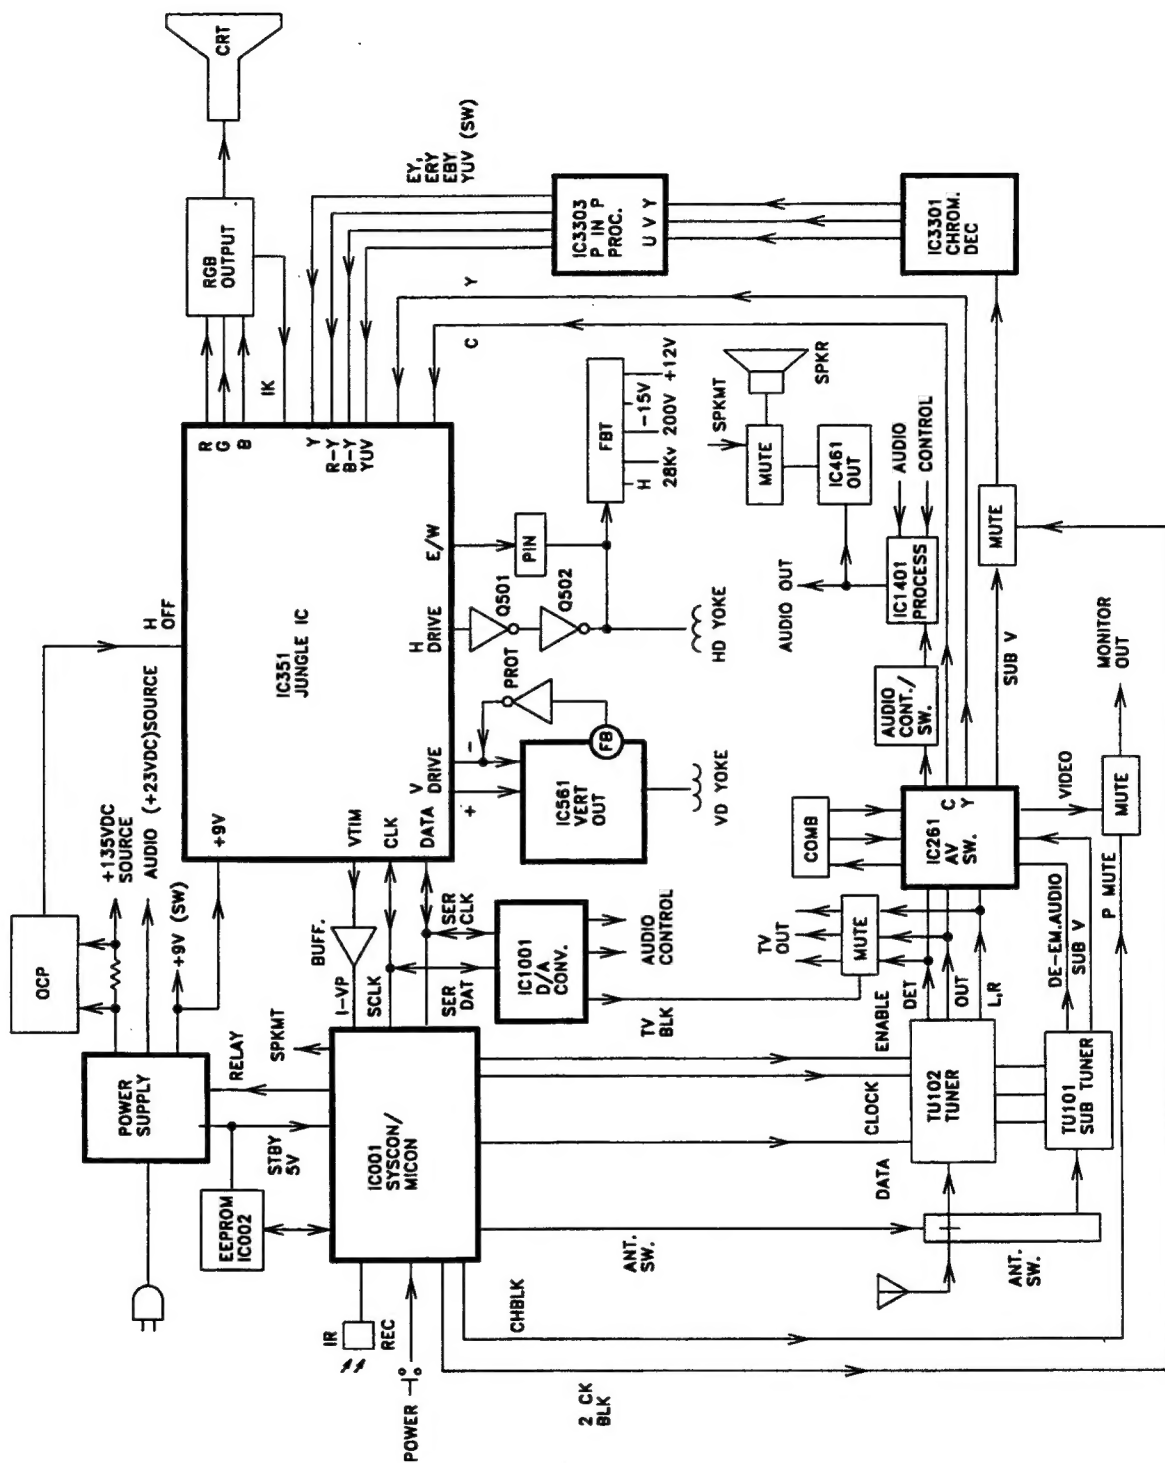 CRT
RGB
OUTPUT
IK
EY,
ERY
EBY
YUV (SW)
IC3303
P IN P
PROC.
U V Y
IC3301
CHROM.
DEC
Y
C
R
G
B
Y
R-Y
B-Y
YUV
H
OFF
IC351
JUNGLE IC
+9V
VTIM
CLK
DATA
V
DRIVE
H
DRIVE
E/W
+
-
PIN
Q501
Q502
PROT
FBT
H
28Kv
200V
-15V
+12V
HD YOKE
VD YOKE
FB
IC561
VERT
OUT
SPKR
SPKMT
MUTE
IC461
OUT
AUDIO
CONTROL
AUDIO OUT
IC1401
PROCESS
AUDIO
CONT./
SW.
MUTE
SUB V
MONITOR
OUT
MUTE
VIDEO
P MUTE
COMB
IC261
AV
SW.
C
Y
TV
OUT
MUTE
DE-EM.AUDIO
SUB V
ENABLE
DET
OUT
L,R
TU102
TUNER
TU101
SUB TUNER
CLOCK
DATA
ANT.
SW.
ANT.
SW.
OCP
+135VDC
SOURCE
AUDIO (+23VDC)SOURCE
+9V (SW)
POWER
SUPPLY
RELAY
SPKMT
STBY
5V
EEPROM
IC002
IC001
SYSCON/
MICON
BUFF.
I-VP
SCLK
SER
DAT
SER
CLK
IC1001
D/A
CONV.
AUDIO
CONTROL
TV
BLK
IR
REC
POWER
CHBLK
2 CK
BLK